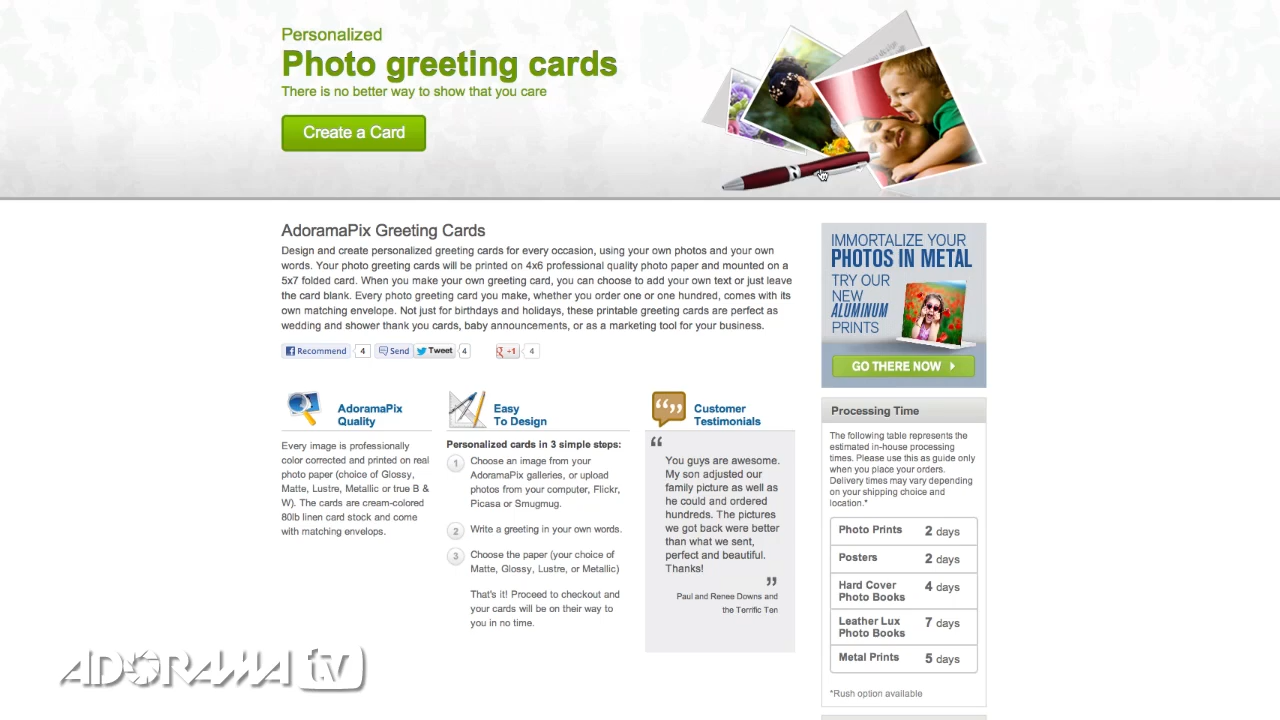 Personalized
Photo greeting cards
There is no better way to show that you care
Create a Card
AdoramaPix Greeting Cards
Design and create personalized greeting cards for every occasion, using your own photos and your own
words. Your photo greeting cards will be printed on 4x6 professional quality photo paper and mounted on a
5x7 folded card. When you make your own greeting card, you can choose to add your own text or just leave
the card blank. Every photo greeting card you make, whether you order one or one hundred, comes with its
own matching envelope. Not just for birthdays and holidays, these printable greeting cards are perfect as
wedding and shower thank you cards, baby announcements, or as a marketing tool for your business.
Recommend 4 Send Tweet 4 +1 4
AdoramaPix
Quality
Every image is professionally
color corrected and printed on real
photo paper (choice of Glossy,
Matte, Lustre, Metallic or true B &
W). The cards are cream-colored
80lb linen card stock and come
with matching envelops.
Easy
To Design
Personalized cards in 3 simple steps:
1 Choose an image from your
AdoramaPix galleries, or upload
photos from your computer, Flickr,
Picasa or Smugmug.
2 Write a greeting in your own words.
3 Choose the paper (your choice of
Matte, Glossy, Lustre, or Metallic)
That's it! Proceed to checkout and
your cards will be on their way to
you in no time.
Customer
Testimonials
“
You guys are awesome.
My son adjusted our
family picture as well as
he could and ordered
hundreds. The pictures
we got back were better
than what we sent,
perfect and beautiful.
Thanks!
”
Paul and Renee Downs and
the Terrific Ten
IMMORTALIZE YOUR
PHOTOS IN METAL
TRY OUR
NEW
ALUMINUM
PRINTS
GO THERE NOW
Processing Time
The following table represents the
estimated in-house processing
times. Please use this as guide only
when you place your orders.
Delivery times may vary depending
on your shipping choice and
location.*
Photo Prints 2 days
Posters 2 days
Hard Cover
Photo Books 4 days
Leather Lux
Photo Books 7 days
Metal Prints 5 days
*Rush option available
ADORAMA tv